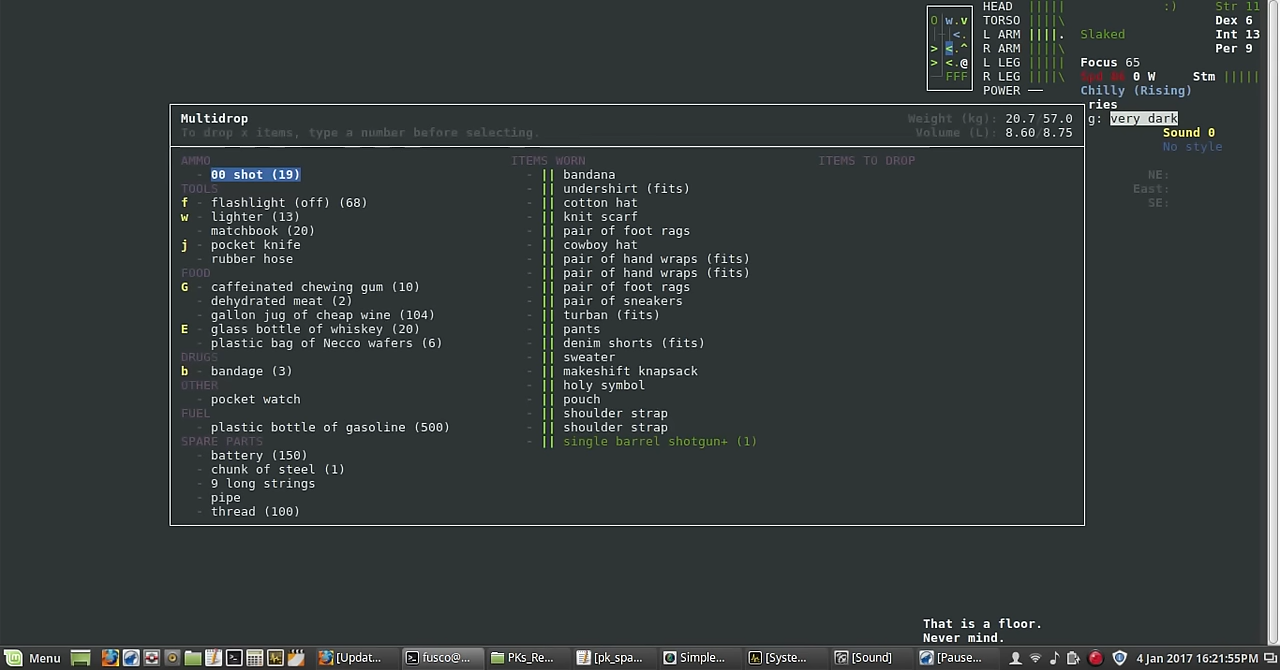 HEAD ||||| :) Str 11
O w.v TORSO ||||\ Dex 6
<. L ARM ||||. Slaked Int 13
> <.^ R ARM ||||\ Per 9
> <.@ L LEG ||||| Focus 65
FFF R LEG ||||\ 0 W Stm |||||
POWER — Chilly (Rising)
ries
g: very dark
Sound 0
No style
NE:
East:
SE:
Multidrop Weight (kg): 20.7/57.0
To drop x items, type a number before selecting. Volume (L): 8.60/8.75
AMMO
- 00 shot (19)
TOOLS
f - flashlight (off) (68)
w - lighter (13)
- matchbook (20)
j - pocket knife
- rubber hose
FOOD
G - caffeinated chewing gum (10)
- dehydrated meat (2)
- gallon jug of cheap wine (104)
E - glass bottle of whiskey (20)
- plastic bag of Necco wafers (6)
DRUGS
b - bandage (3)
OTHER
- pocket watch
FUEL
- plastic bottle of gasoline (500)
SPARE PARTS
- battery (150)
- chunk of steel (1)
- 9 long strings
- pipe
- thread (100)
ITEMS WORN
- || bandana
- || undershirt (fits)
- || cotton hat
- || knit scarf
- || pair of foot rags
- || cowboy hat
- || pair of hand wraps (fits)
- || pair of hand wraps (fits)
- || pair of foot rags
- || pair of sneakers
- || turban (fits)
- || pants
- || denim shorts (fits)
- || sweater
- || makeshift knapsack
- || holy symbol
- || pouch
- || shoulder strap
- || shoulder strap
- || single barrel shotgun+ (1)
ITEMS TO DROP
That is a floor.
Never mind.
Menu [Updat... fusco@... PKs_Re... [pk_spa... Simple... [Syste... [Sound] [Pause... 4 Jan 2017 16:21:55PM